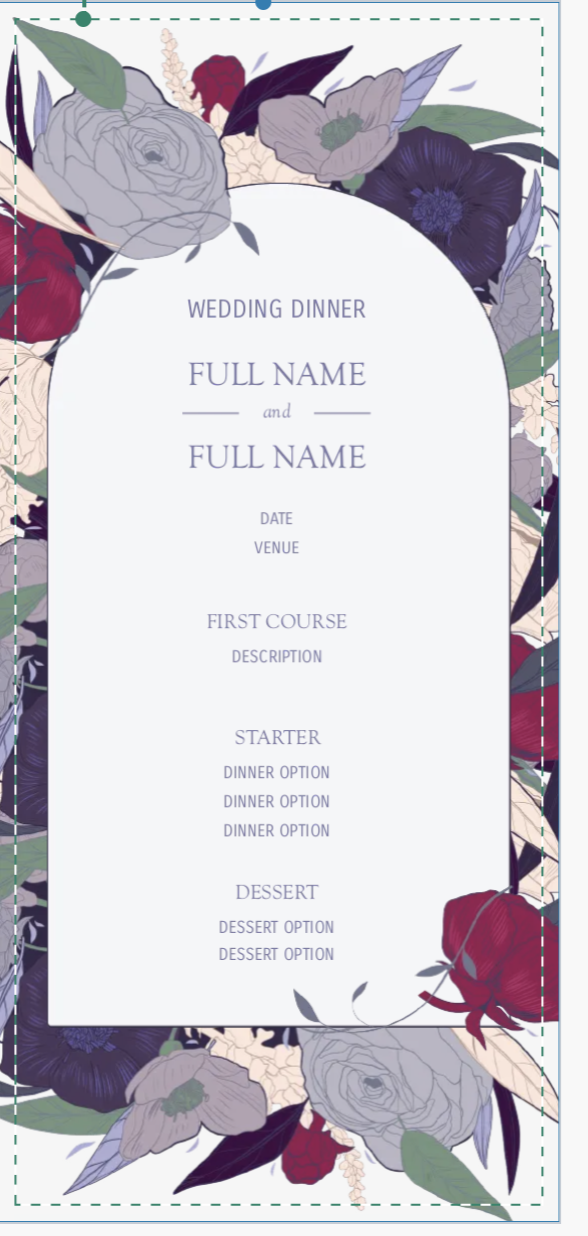 WEDDING DINNER
FULL NAME
and
FULL NAME
DATE
VENUE
FIRST COURSE
DESCRIPTION
STARTER
DINNER OPTION
DINNER OPTION
DINNER OPTION
DESSERT
DESSERT OPTION
DESSERT OPTION